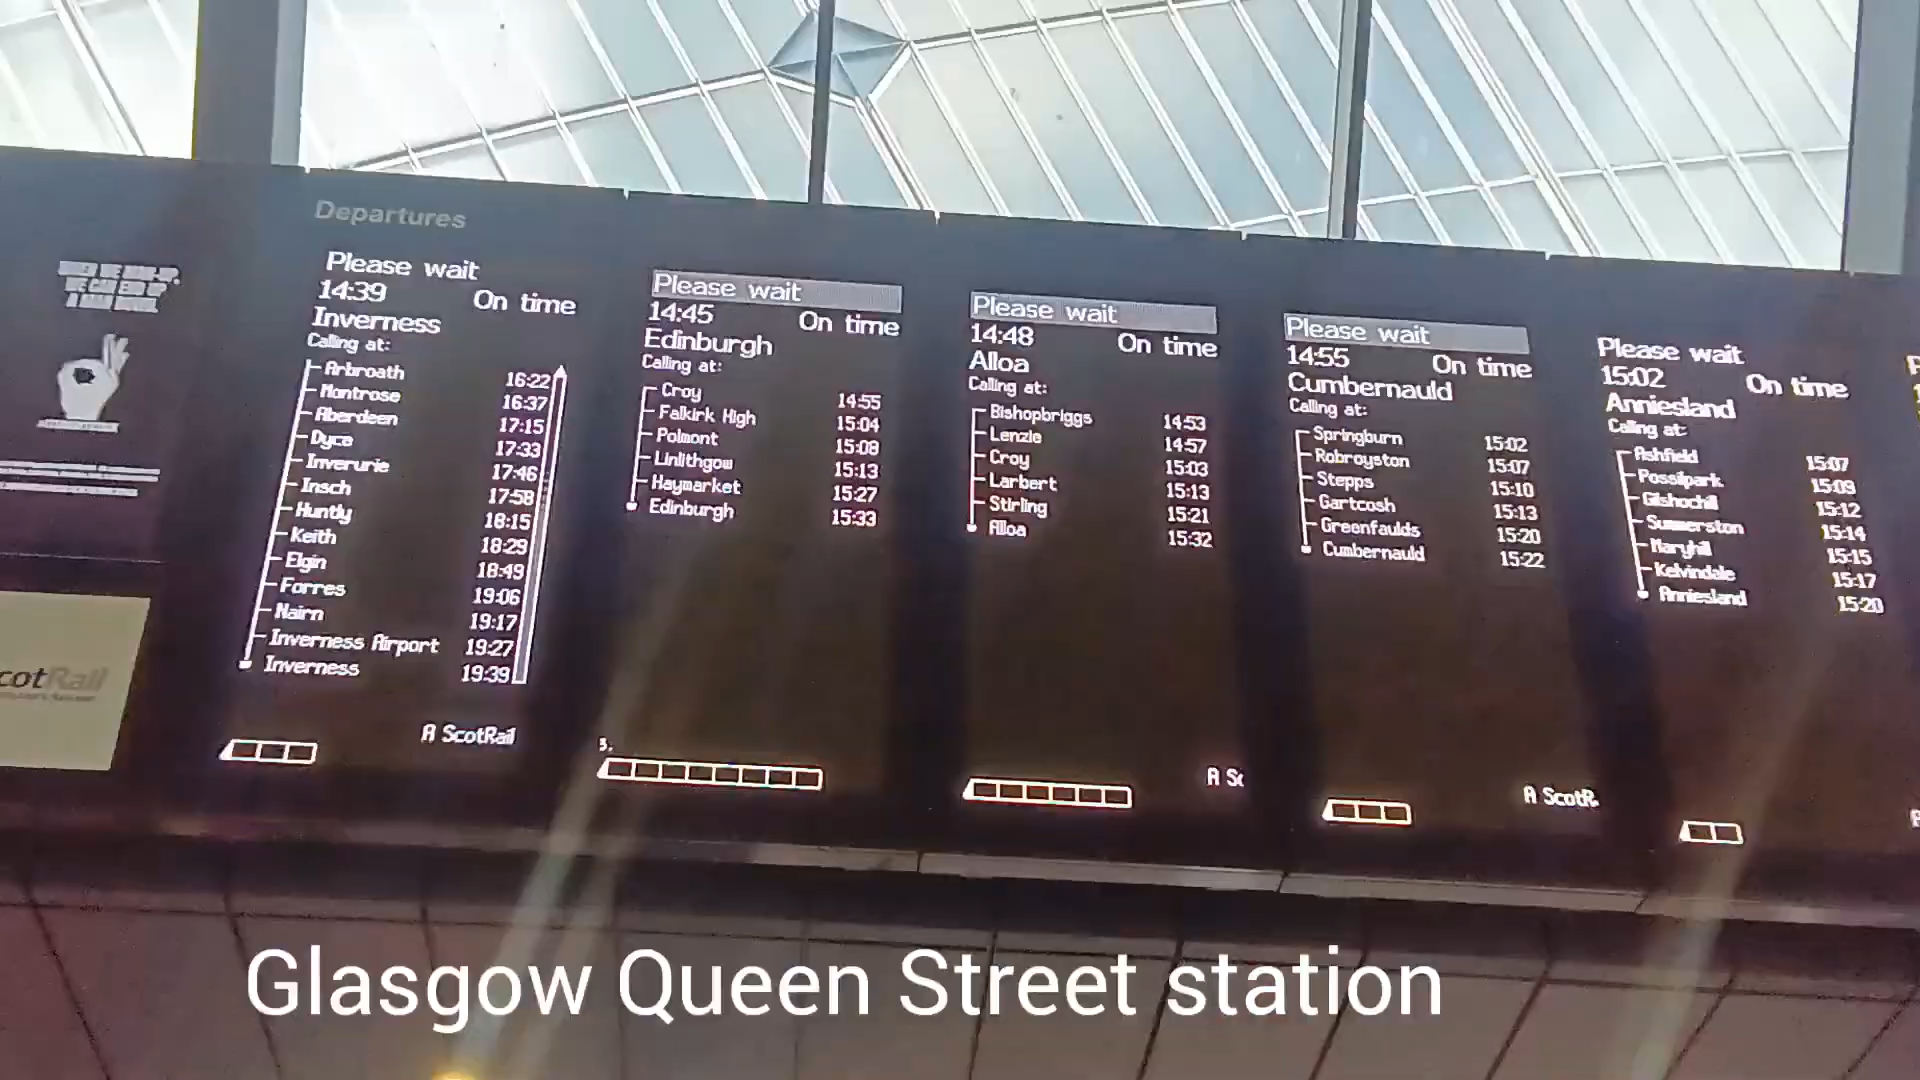 Departures
Please wait
14:39 On time
Inverness
Calling at:
Arbroath 16:22
Montrose 16:37
Aberdeen 17:15
Dyce 17:33
Inverurie 17:46
Insch 17:58
Huntly 18:15
Keith 18:29
Elgin 18:49
Forres 19:06
Nairn 19:17
Inverness Airport 19:27
Inverness 19:39
A ScotRail
Please wait
14:45 On time
Edinburgh
Calling at:
Croy 14:55
Falkirk High 15:04
Polmont 15:08
Linlithgow 15:13
Haymarket 15:27
Edinburgh 15:33
s.
Please wait
14:48 On time
Alloa
Calling at:
Bishopbriggs 14:53
Lenzie 14:57
Croy 15:03
Larbert 15:13
Stirling 15:21
Alloa 15:32
A Sc
Please wait
14:55 On time
Cumbernauld
Calling at:
Springburn 15:02
Robroyston 15:07
Stepps 15:10
Gartcosh 15:13
Greenfaulds 15:20
Cumbernauld 15:22
A ScotR
Please wait
15:02 On time
Anniesland
Calling at:
Ashfield 15:07
Possilpark 15:09
Gilshochill 15:12
Summerston 15:14
Maryhill 15:15
Kelvindale 15:17
Anniesland 15:20
cotRail
Glasgow Queen Street station